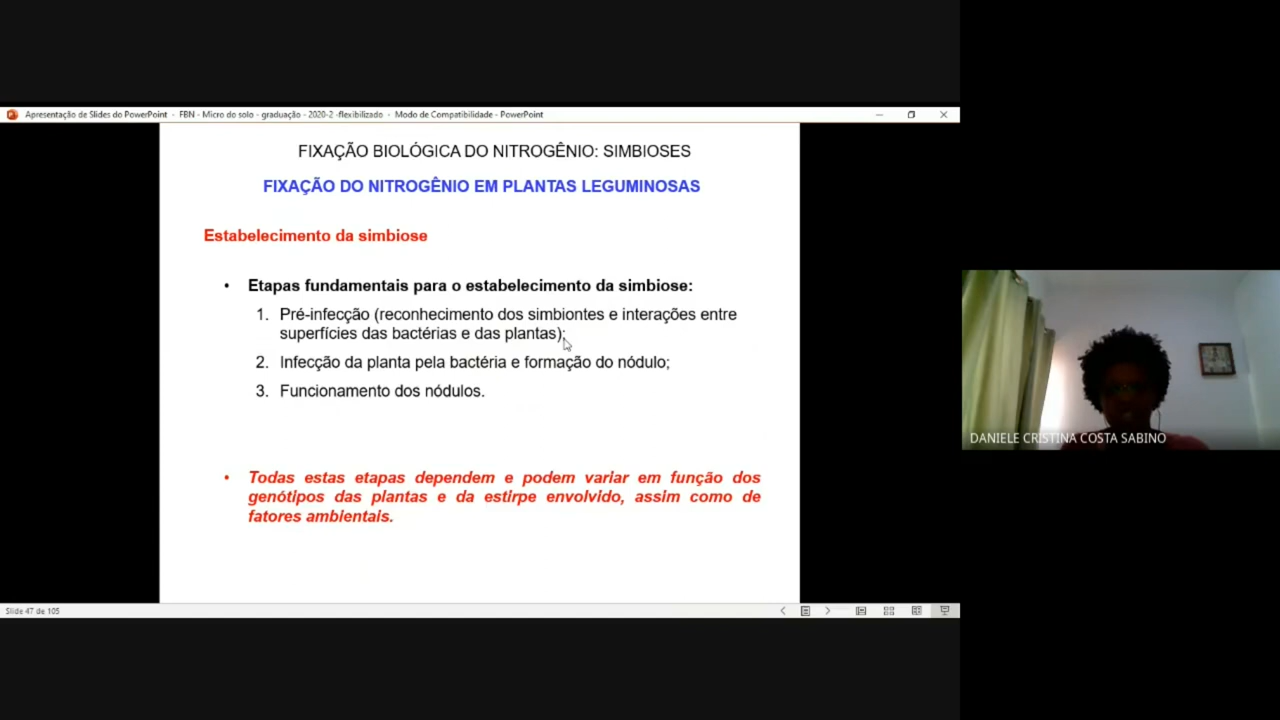 Apresentação de Slides do PowerPoint - FBN - Micro do solo - graduação - 2020-2 -flexibilizado - Modo de Compatibilidade - PowerPoint
FIXAÇÃO BIOLÓGICA DO NITROGÊNIO: SIMBIOSES
FIXAÇÃO DO NITROGÊNIO EM PLANTAS LEGUMINOSAS
Estabelecimento da simbiose
• Etapas fundamentais para o estabelecimento da simbiose:
1. Pré-infecção (reconhecimento dos simbiontes e interações entre
superfícies das bactérias e das plantas);
2. Infecção da planta pela bactéria e formação do nódulo;
3. Funcionamento dos nódulos.
• Todas estas etapas dependem e podem variar em função dos
genótipos das plantas e da estirpe envolvido, assim como de
fatores ambientais.
Slide 47 de 105
DANIELE CRISTINA COSTA SABINO